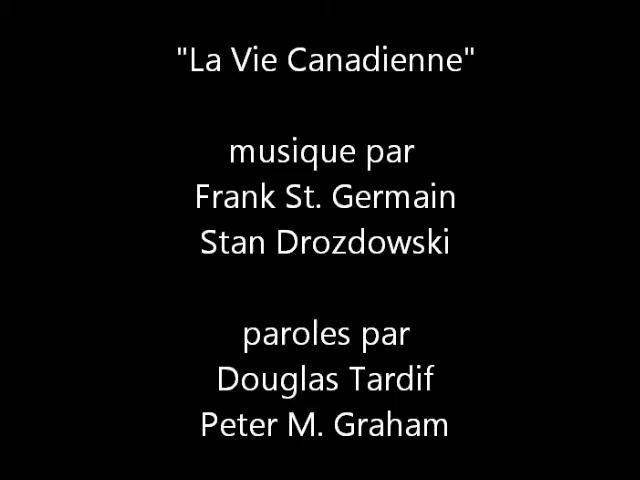 "La Vie Canadienne"
musique par
Frank St. Germain
Stan Drozdowski
paroles par
Douglas Tardif
Peter M. Graham